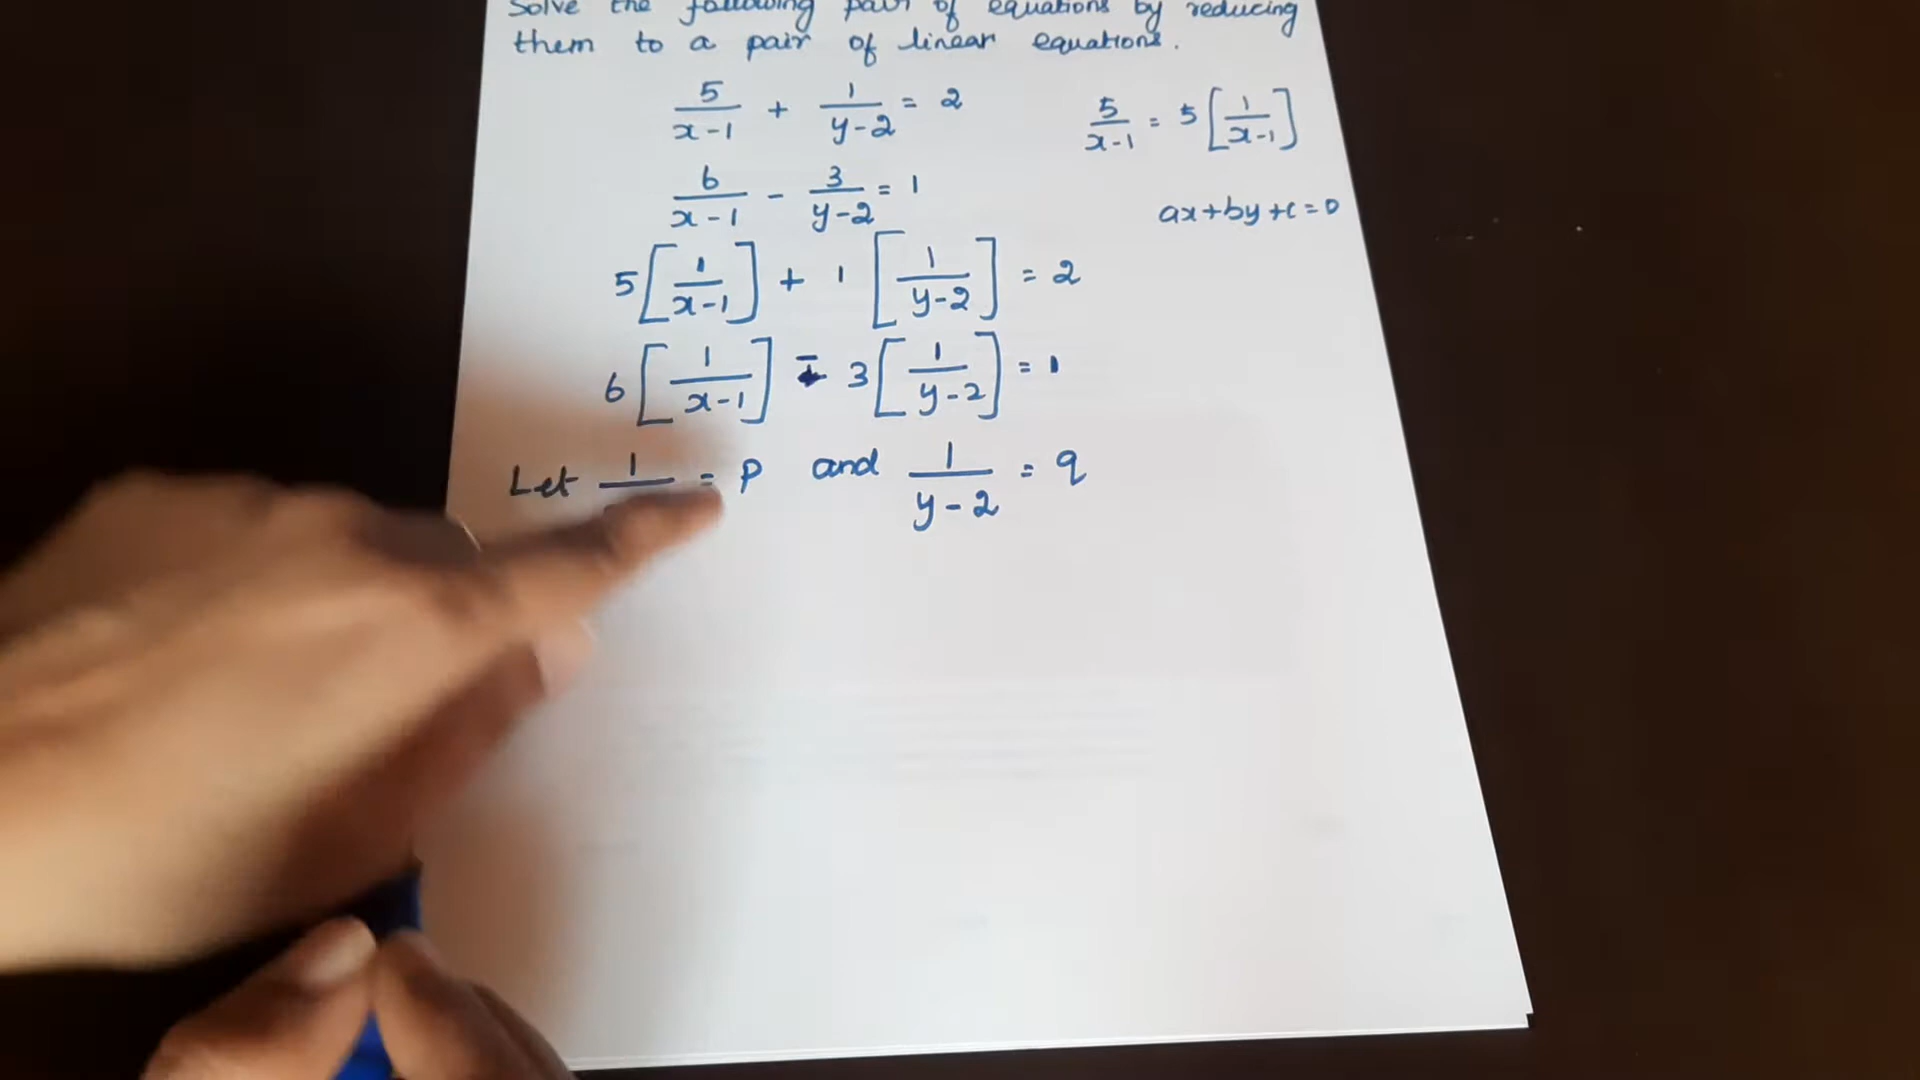 Solve the following pair of equations by reducing
them to a pair of linear equations.
5/(x-1) + 1/(y-2) = 2
5/(x-1) = 5[1/(x-1)]
6/(x-1) - 3/(y-2) = 1
ax+by+c=0
5[1/(x-1)] + 1[1/(y-2)] = 2
6[1/(x-1)] - 3[1/(y-2)] = 1
Let 1/ = p and 1/(y-2) = q